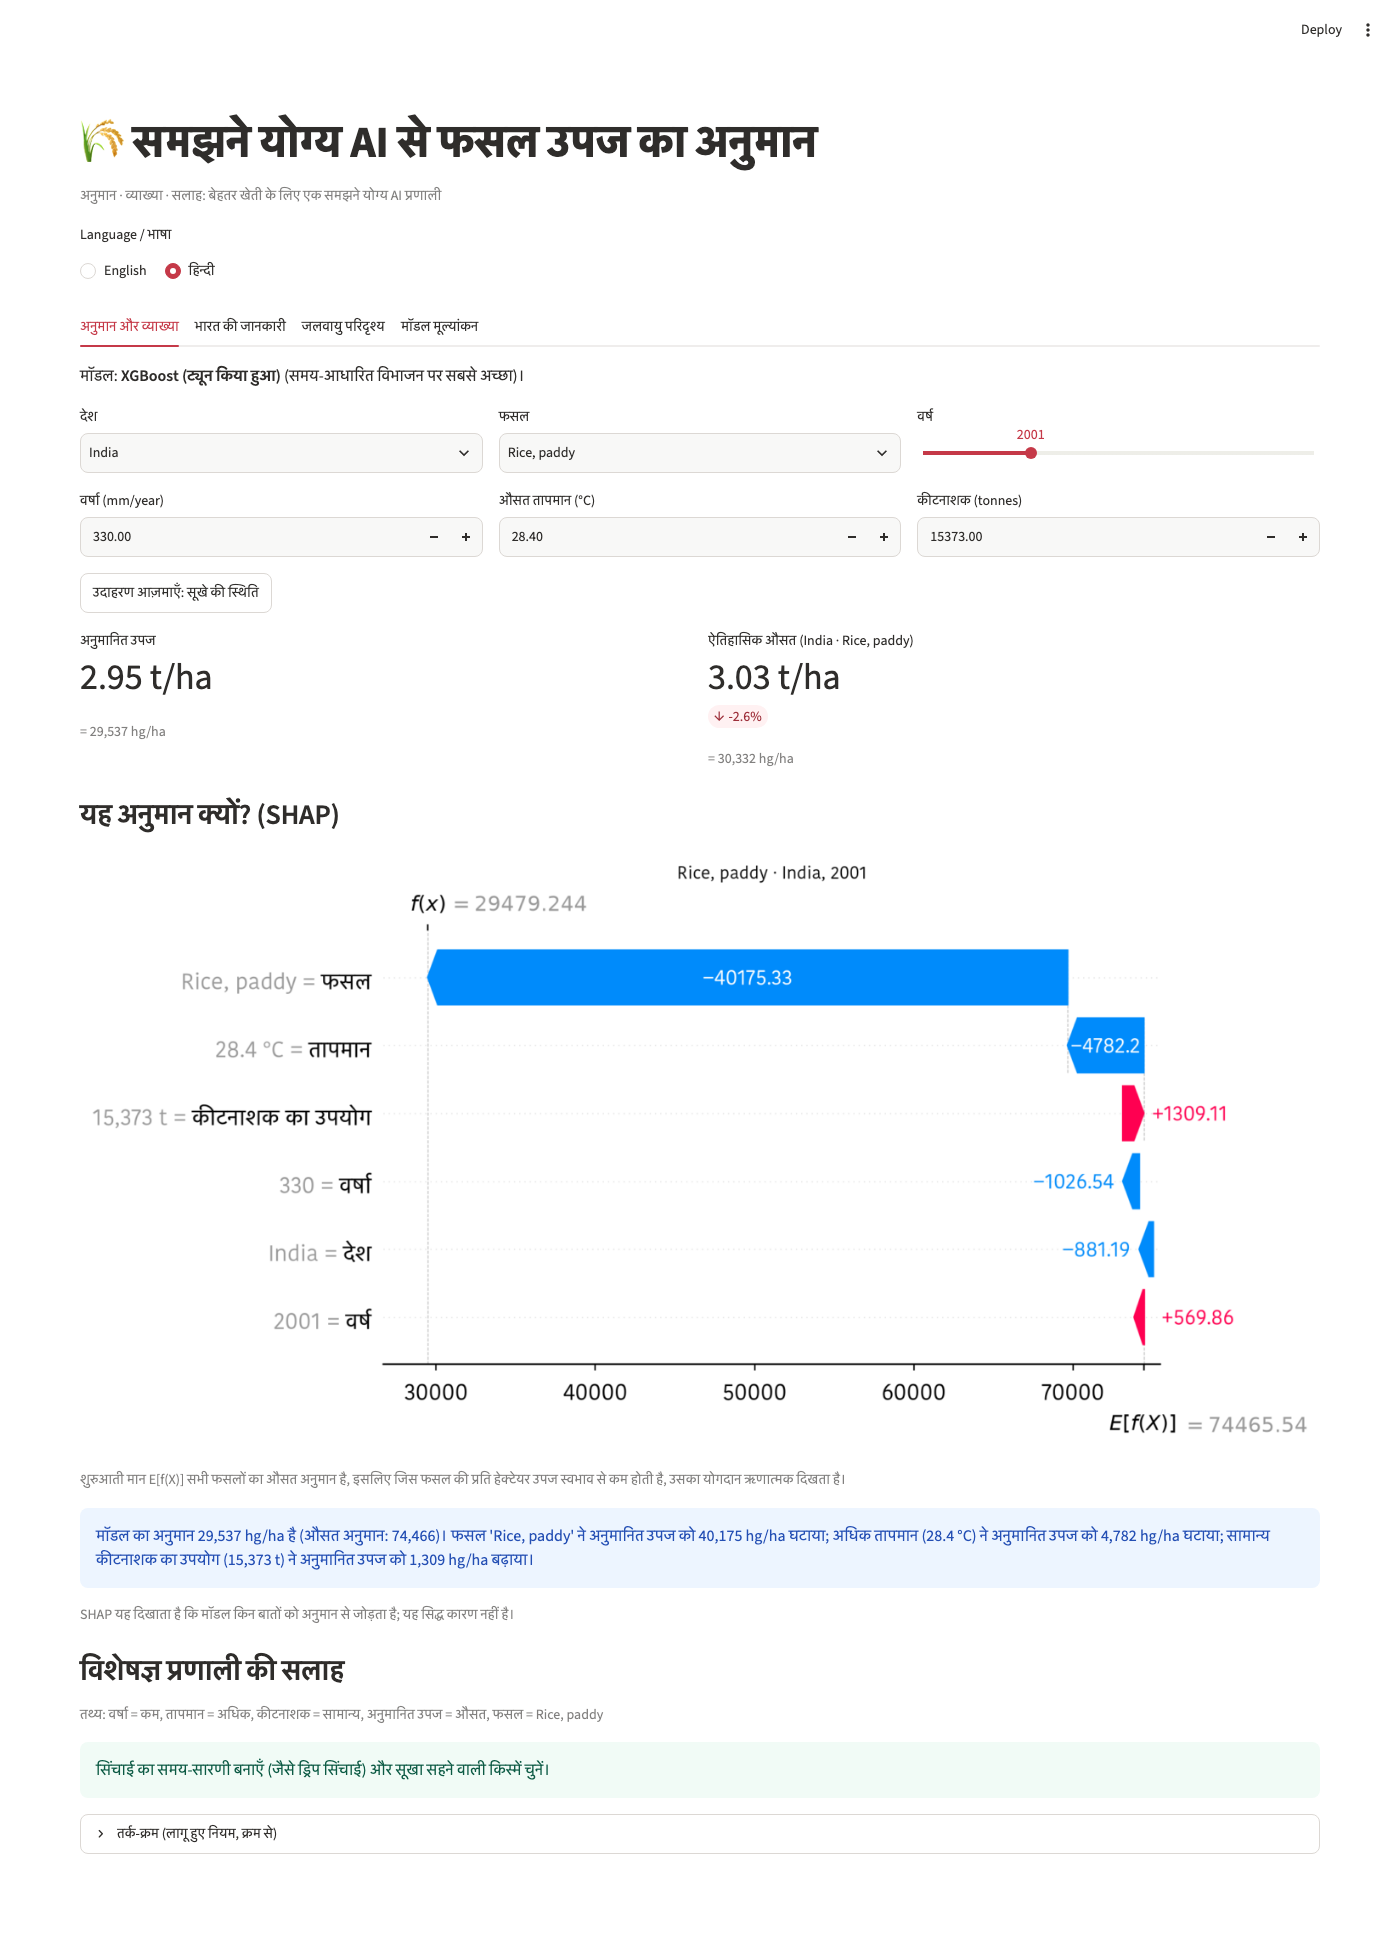 Deploy
समझने योग्य AI से फसल उपज का अनुमान
अनुमान · व्याख्या · सलाह: बेहतर खेती के लिए एक समझने योग्य AI प्रणाली
Language / भाषा
English हिन्दी
अनुमान और व्याख्या भारत की जानकारी जलवायु परिदृश्य मॉडल मूल्यांकन
मॉडल: XGBoost (ट्यून किया हुआ) (समय-आधारित विभाजन पर सबसे अच्छा)।
देश फसल वर्ष
2001
India Rice, paddy
वर्षा (mm/year) औसत तापमान (°C) कीटनाशक (tonnes)
330.00 − + 28.40 − + 15373.00 − +
उदाहरण आज़माएँ: सूखे की स्थिति
अनुमानित उपज ऐतिहासिक औसत (India · Rice, paddy)
2.95 t/ha 3.03 t/ha
↓ -2.6%
= 29,537 hg/ha
= 30,332 hg/ha
यह अनुमान क्यों? (SHAP)
Rice, paddy · India, 2001
f(x) = 29479.244
Rice, paddy = फसल −40175.33
28.4 °C = तापमान −4782.2
15,373 t = कीटनाशक का उपयोग +1309.11
330 = वर्षा −1026.54
India = देश −881.19
2001 = वर्ष +569.86
30000 40000 50000 60000 70000
E[f(X)] = 74465.54
शुरुआती मान E[f(X)] सभी फसलों का औसत अनुमान है, इसलिए जिस फसल की प्रति हेक्टेयर उपज स्वभाव से कम होती है, उसका योगदान ऋणात्मक दिखता है।
मॉडल का अनुमान 29,537 hg/ha है (औसत अनुमान: 74,466)। फसल 'Rice, paddy' ने अनुमानित उपज को 40,175 hg/ha घटाया; अधिक तापमान (28.4 °C) ने अनुमानित उपज को 4,782 hg/ha घटाया; सामान्य
कीटनाशक का उपयोग (15,373 t) ने अनुमानित उपज को 1,309 hg/ha बढ़ाया।
SHAP यह दिखाता है कि मॉडल किन बातों को अनुमान से जोड़ता है; यह सिद्ध कारण नहीं है।
विशेषज्ञ प्रणाली की सलाह
तथ्य: वर्षा = कम, तापमान = अधिक, कीटनाशक = सामान्य, अनुमानित उपज = औसत, फसल = Rice, paddy
सिंचाई का समय-सारणी बनाएँ (जैसे ड्रिप सिंचाई) और सूखा सहने वाली किस्में चुनें।
तर्क-क्रम (लागू हुए नियम, क्रम से)